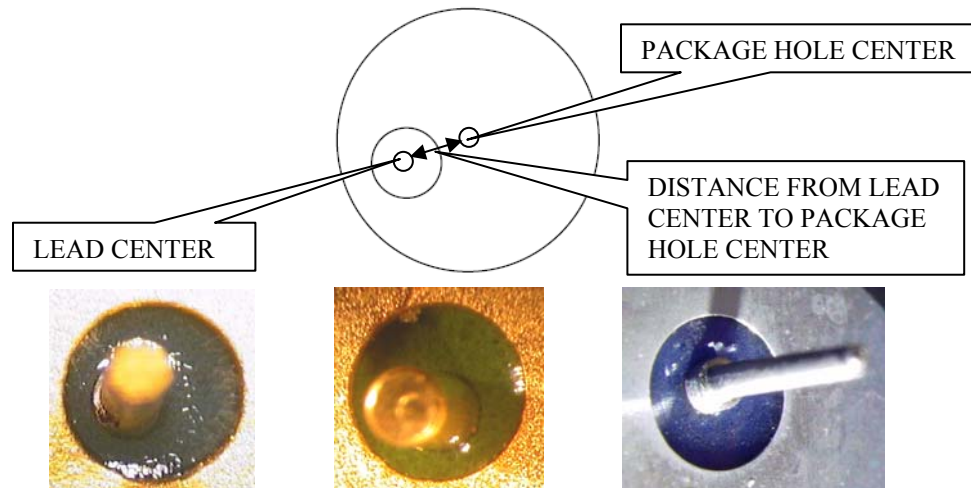 PACKAGE HOLE CENTER
DISTANCE FROM LEAD
CENTER TO PACKAGE
HOLE CENTER
LEAD CENTER